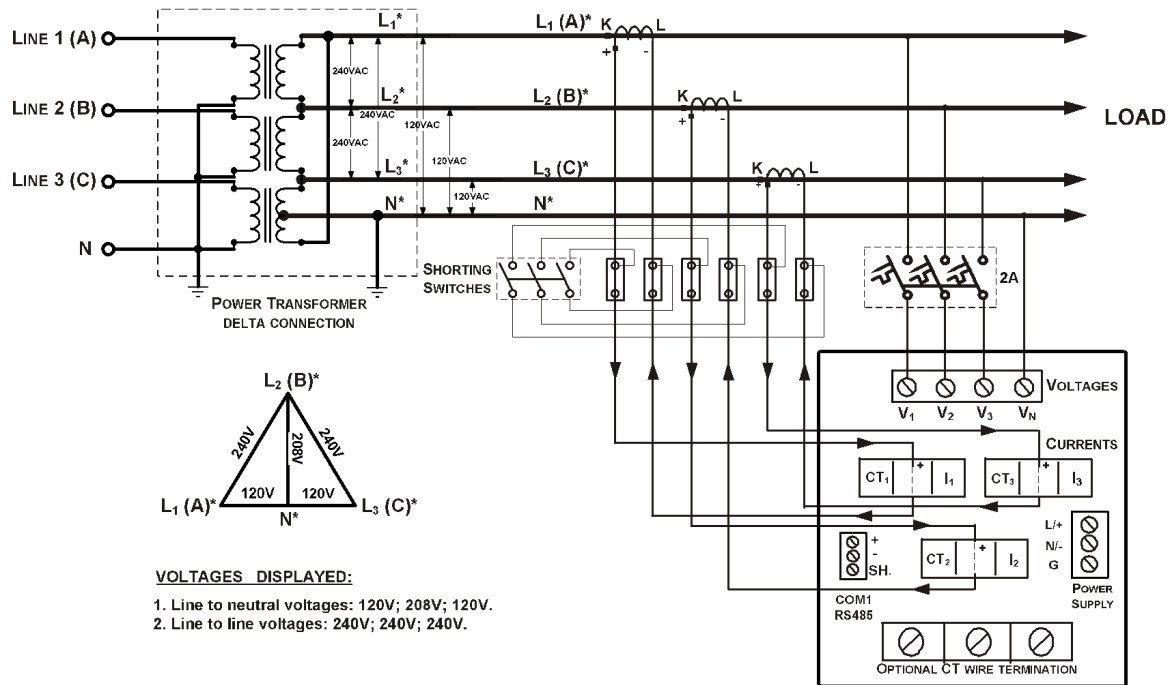 LINE 1 (A)
LINE 2 (B)
LINE 3 (C)
N
L1*
L2*
L3*
N*
240VAC
240VAC
240VAC
120VAC
120VAC
120VAC
POWER TRANSFORMER
DELTA CONNECTION
L1 (A)*
L2 (B)*
L3 (C)*
N*
K
L
+
-
K
L
+
-
K
L
+
-
LOAD
SHORTING
SWITCHES
2A
L2 (B)*
240V
208V
240V
120V
120V
L1 (A)*
N*
L3 (C)*
VOLTAGES DISPLAYED:
1. Line to neutral voltages: 120V; 208V; 120V.
2. Line to line voltages: 240V; 240V; 240V.
VOLTAGES
V1
V2
V3
VN
CURRENTS
CT1
+
I1
CT3
+
I3
CT2
+
I2
+
-
SH.
COM1
RS485
L/+
N/-
G
POWER
SUPPLY
OPTIONAL CT WIRE TERMINATION